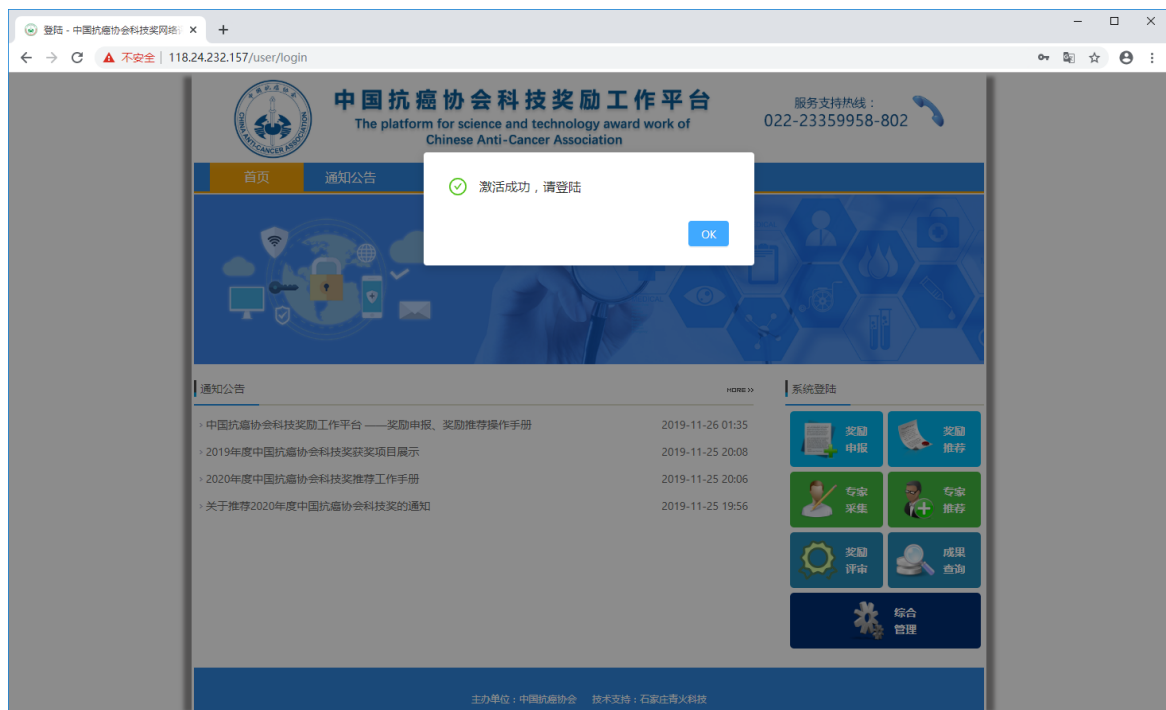 登陆 - 中国抗癌协会科技奖网络
不安全 | 118.24.232.157/user/login
中国抗癌协会科技奖励工作平台
The platform for science and technology award work of
Chinese Anti-Cancer Association
服务支持热线：
022-23359958-802
CHINA ANTI-CANCER ASSOCIATION
首页
通知公告
激活成功，请登陆
OK
通知公告
MORE >>
系统登陆
中国抗癌协会科技奖励工作平台 ——奖励申报、奖励推荐操作手册 2019-11-26 01:35
2019年度中国抗癌协会科技奖获奖项目展示 2019-11-25 20:08
2020年度中国抗癌协会科技奖推荐工作手册 2019-11-25 20:06
关于推荐2020年度中国抗癌协会科技奖的通知 2019-11-25 19:56
奖励
申报
奖励
推荐
专家
采集
专家
推荐
奖励
评审
成果
查询
综合
管理
主办单位：中国抗癌协会 技术支持：石家庄青火科技